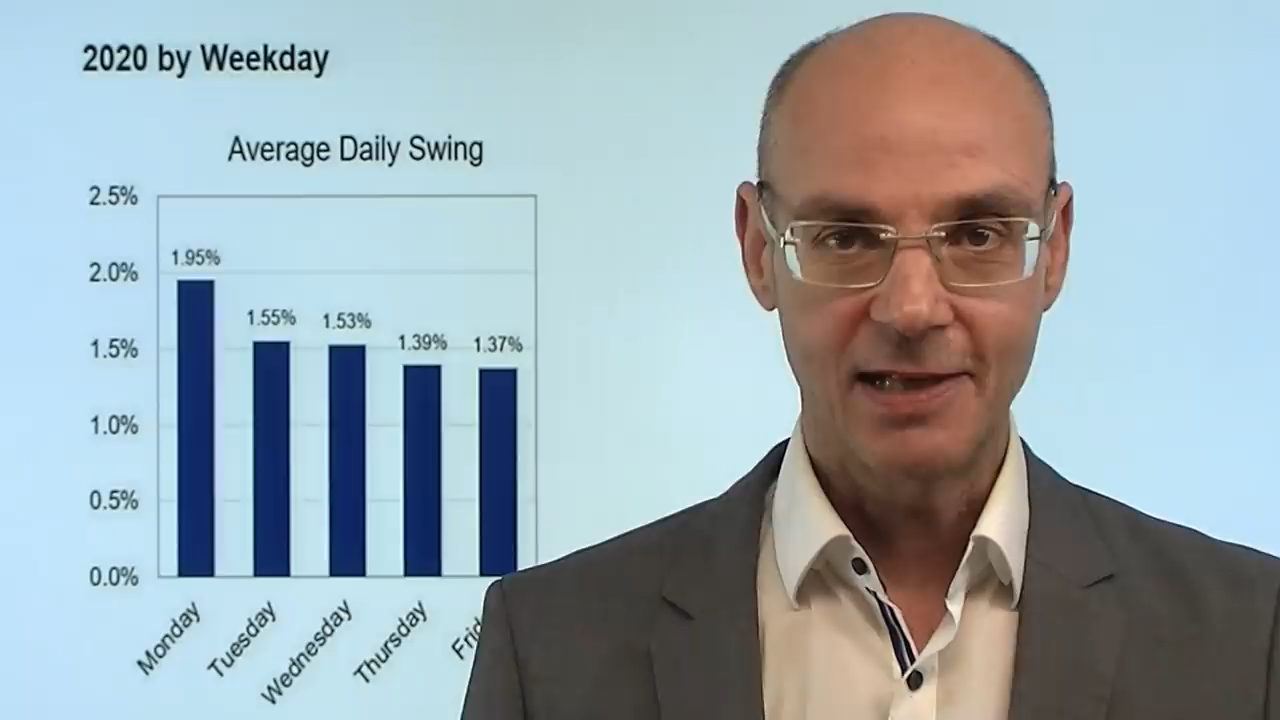 2020 by Weekday
Average Daily Swing
2.5%
2.0%
1.5%
1.0%
0.5%
0.0%
1.95%
1.55%
1.53%
1.39%
1.37%
Monday
Tuesday
Wednesday
Thursday